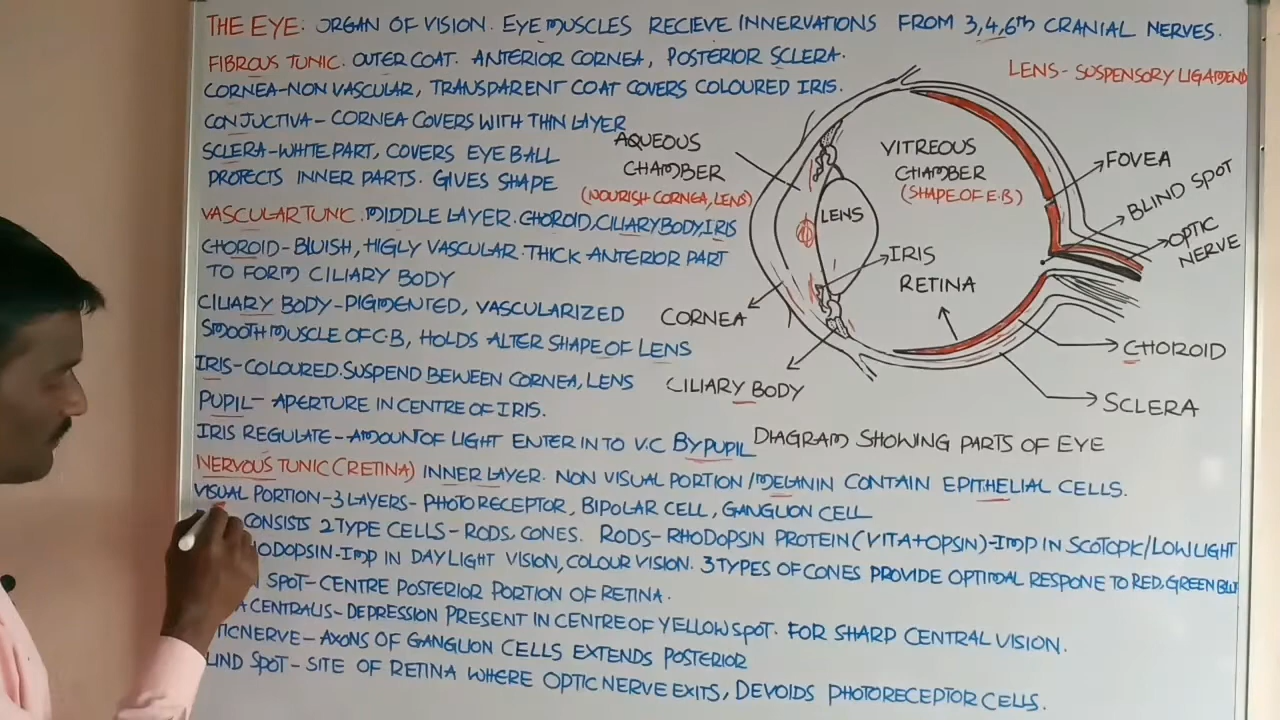 THE EYE: ORGAN OF VISION. EYE MUSCLES RECIEVE INNERVATIONS FROM 3,4,6th CRANIAL NERVES.
FIBROUS TUNIC. OUTER COAT. ANTERIOR CORNEA, POSTERIOR SCLERA.
CORNEA-NON VASCULAR, TRANSPARENT COAT COVERS COLOURED IRIS.
CONJUCTIVA-CORNEA COVERS WITH THIN LAYER
SCLERA-WHITE PART, COVERS EYE BALL
PROTECTS INNER PARTS. GIVES SHAPE
VASCULAR TUNIC. MIDDLE LAYER. CHOROID, CILIARY BODY, IRIS
CHOROID-BLUISH, HIGLY VASCULAR. THICK ANTERIOR PART
TO FORM CILIARY BODY
CILIARY BODY-PIGMENTED, VASCULARIZED
SMOOTH MUSCLE OF C.B, HOLDS ALTER SHAPE OF LENS
IRIS-COLOURED. SUSPEND BEWEEN CORNEA, LENS
PUPIL- APERTURE IN CENTRE OF IRIS.
IRIS REGULATE-AMOUNT OF LIGHT ENTER IN TO V.C BY PUPIL
NERVOUS TUNIC (RETINA) INNER LAYER. NON VISUAL PORTION/MELANIN CONTAIN EPITHELIAL CELLS.
VISUAL PORTION-3 LAYERS-PHOTORECEPTOR, BIPOLAR CELL, GANGLION CELL
CONSISTS 2 TYPE CELLS-RODS, CONES. RODS-RHODOPSIN PROTEIN (VIT A+OPSIN)-IMP IN SCOTOPIC/LOW LIGHT
IMP IN DAY LIGHT VISION, COLOUR VISION. 3 TYPES OF CONES PROVIDE OPTIMAL RESPONE TO RED, GREEN
SPOT-CENTRE POSTERIOR PORTION OF RETINA.
CENTRALIS-DEPRESSION PRESENT IN CENTRE OF YELLOW SPOT. FOR SHARP CENTRAL VISION.
NERVE-AXONS OF GANGLION CELLS EXTENDS POSTERIOR
SPOT-SITE OF RETINA WHERE OPTIC NERVE EXITS, DEVOIDS PHOTORECEPTOR CELLS.
LENS-SUSPENSORY
AQUEOUS
CHAMBER
(NOURISH CORNEA, LENS)
VITREOUS
CHAMBER
(SHAPE OF E.B)
LENS
IRIS
RETINA
FOVEA
BLIND SPOT
OPTIC
NERVE
CORNEA
CILIARY BODY
CHOROID
SCLERA
DIAGRAM SHOWING PARTS OF EYE